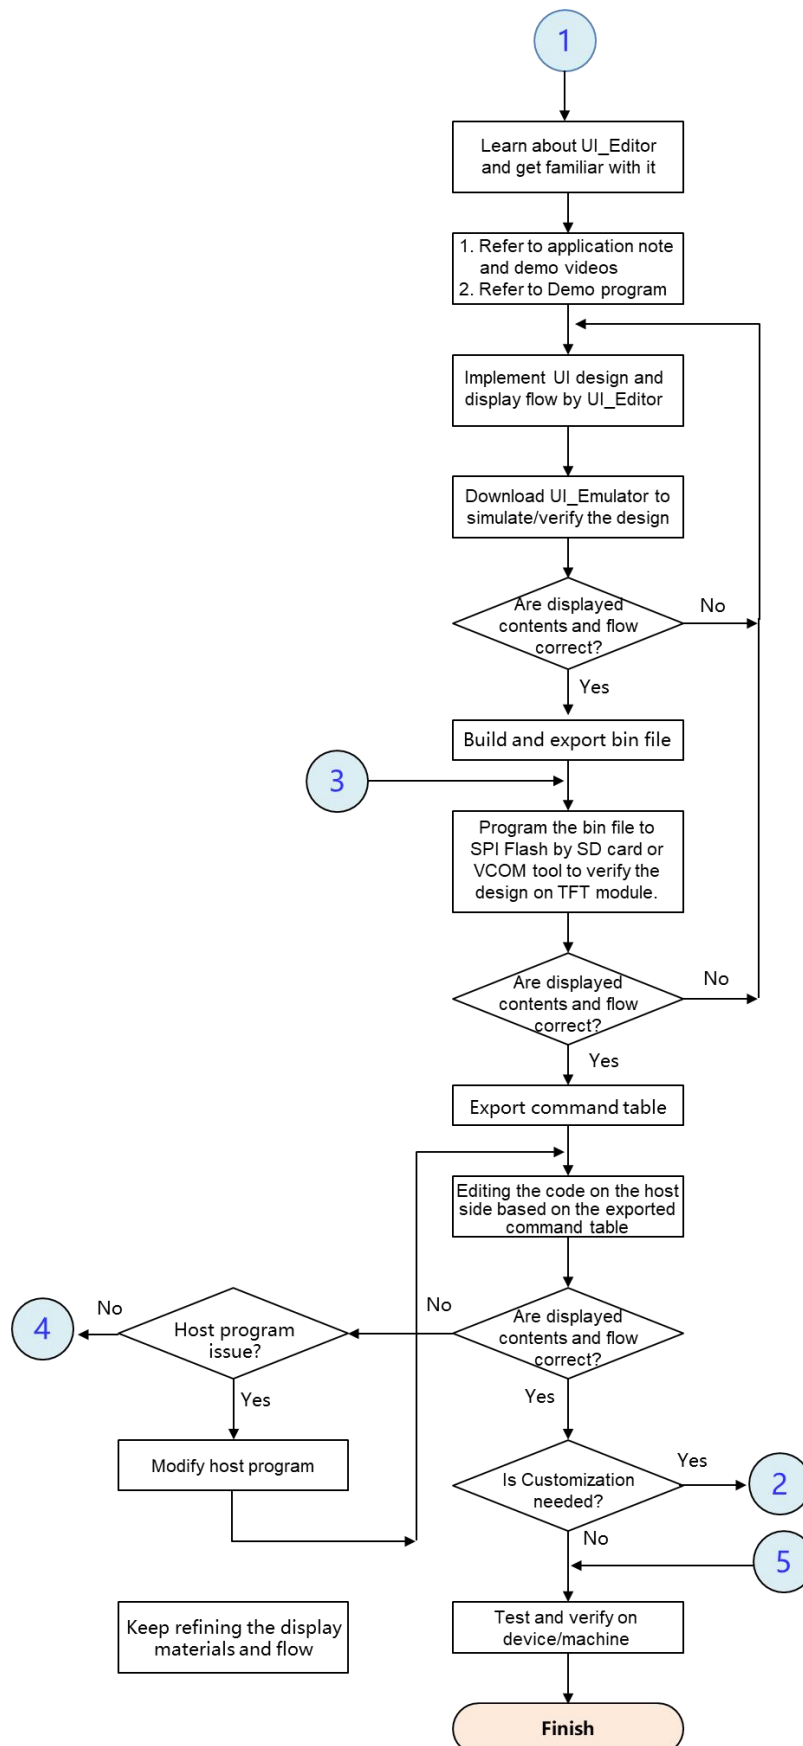 1
Learn about UI_Editor
and get familiar with it
1. Refer to application note
and demo videos
2. Refer to Demo program
Implement UI design and
display flow by UI_Editor
Download UI_Emulator to
simulate/verify the design
Are displayed
contents and flow
correct?
No
Yes
Build and export bin file
3
Program the bin file to
SPI Flash by SD card or
VCOM tool to verify the
design on TFT module.
Are displayed
contents and flow
correct?
No
Yes
Export command table
Editing the code on the host
side based on the exported
command table
Are displayed
contents and flow
correct?
No
Host program
issue?
No
4
Yes
Modify host program
Yes
Is Customization
needed?
Yes
2
No
5
Keep refining the display
materials and flow
Test and verify on
device/machine
Finish